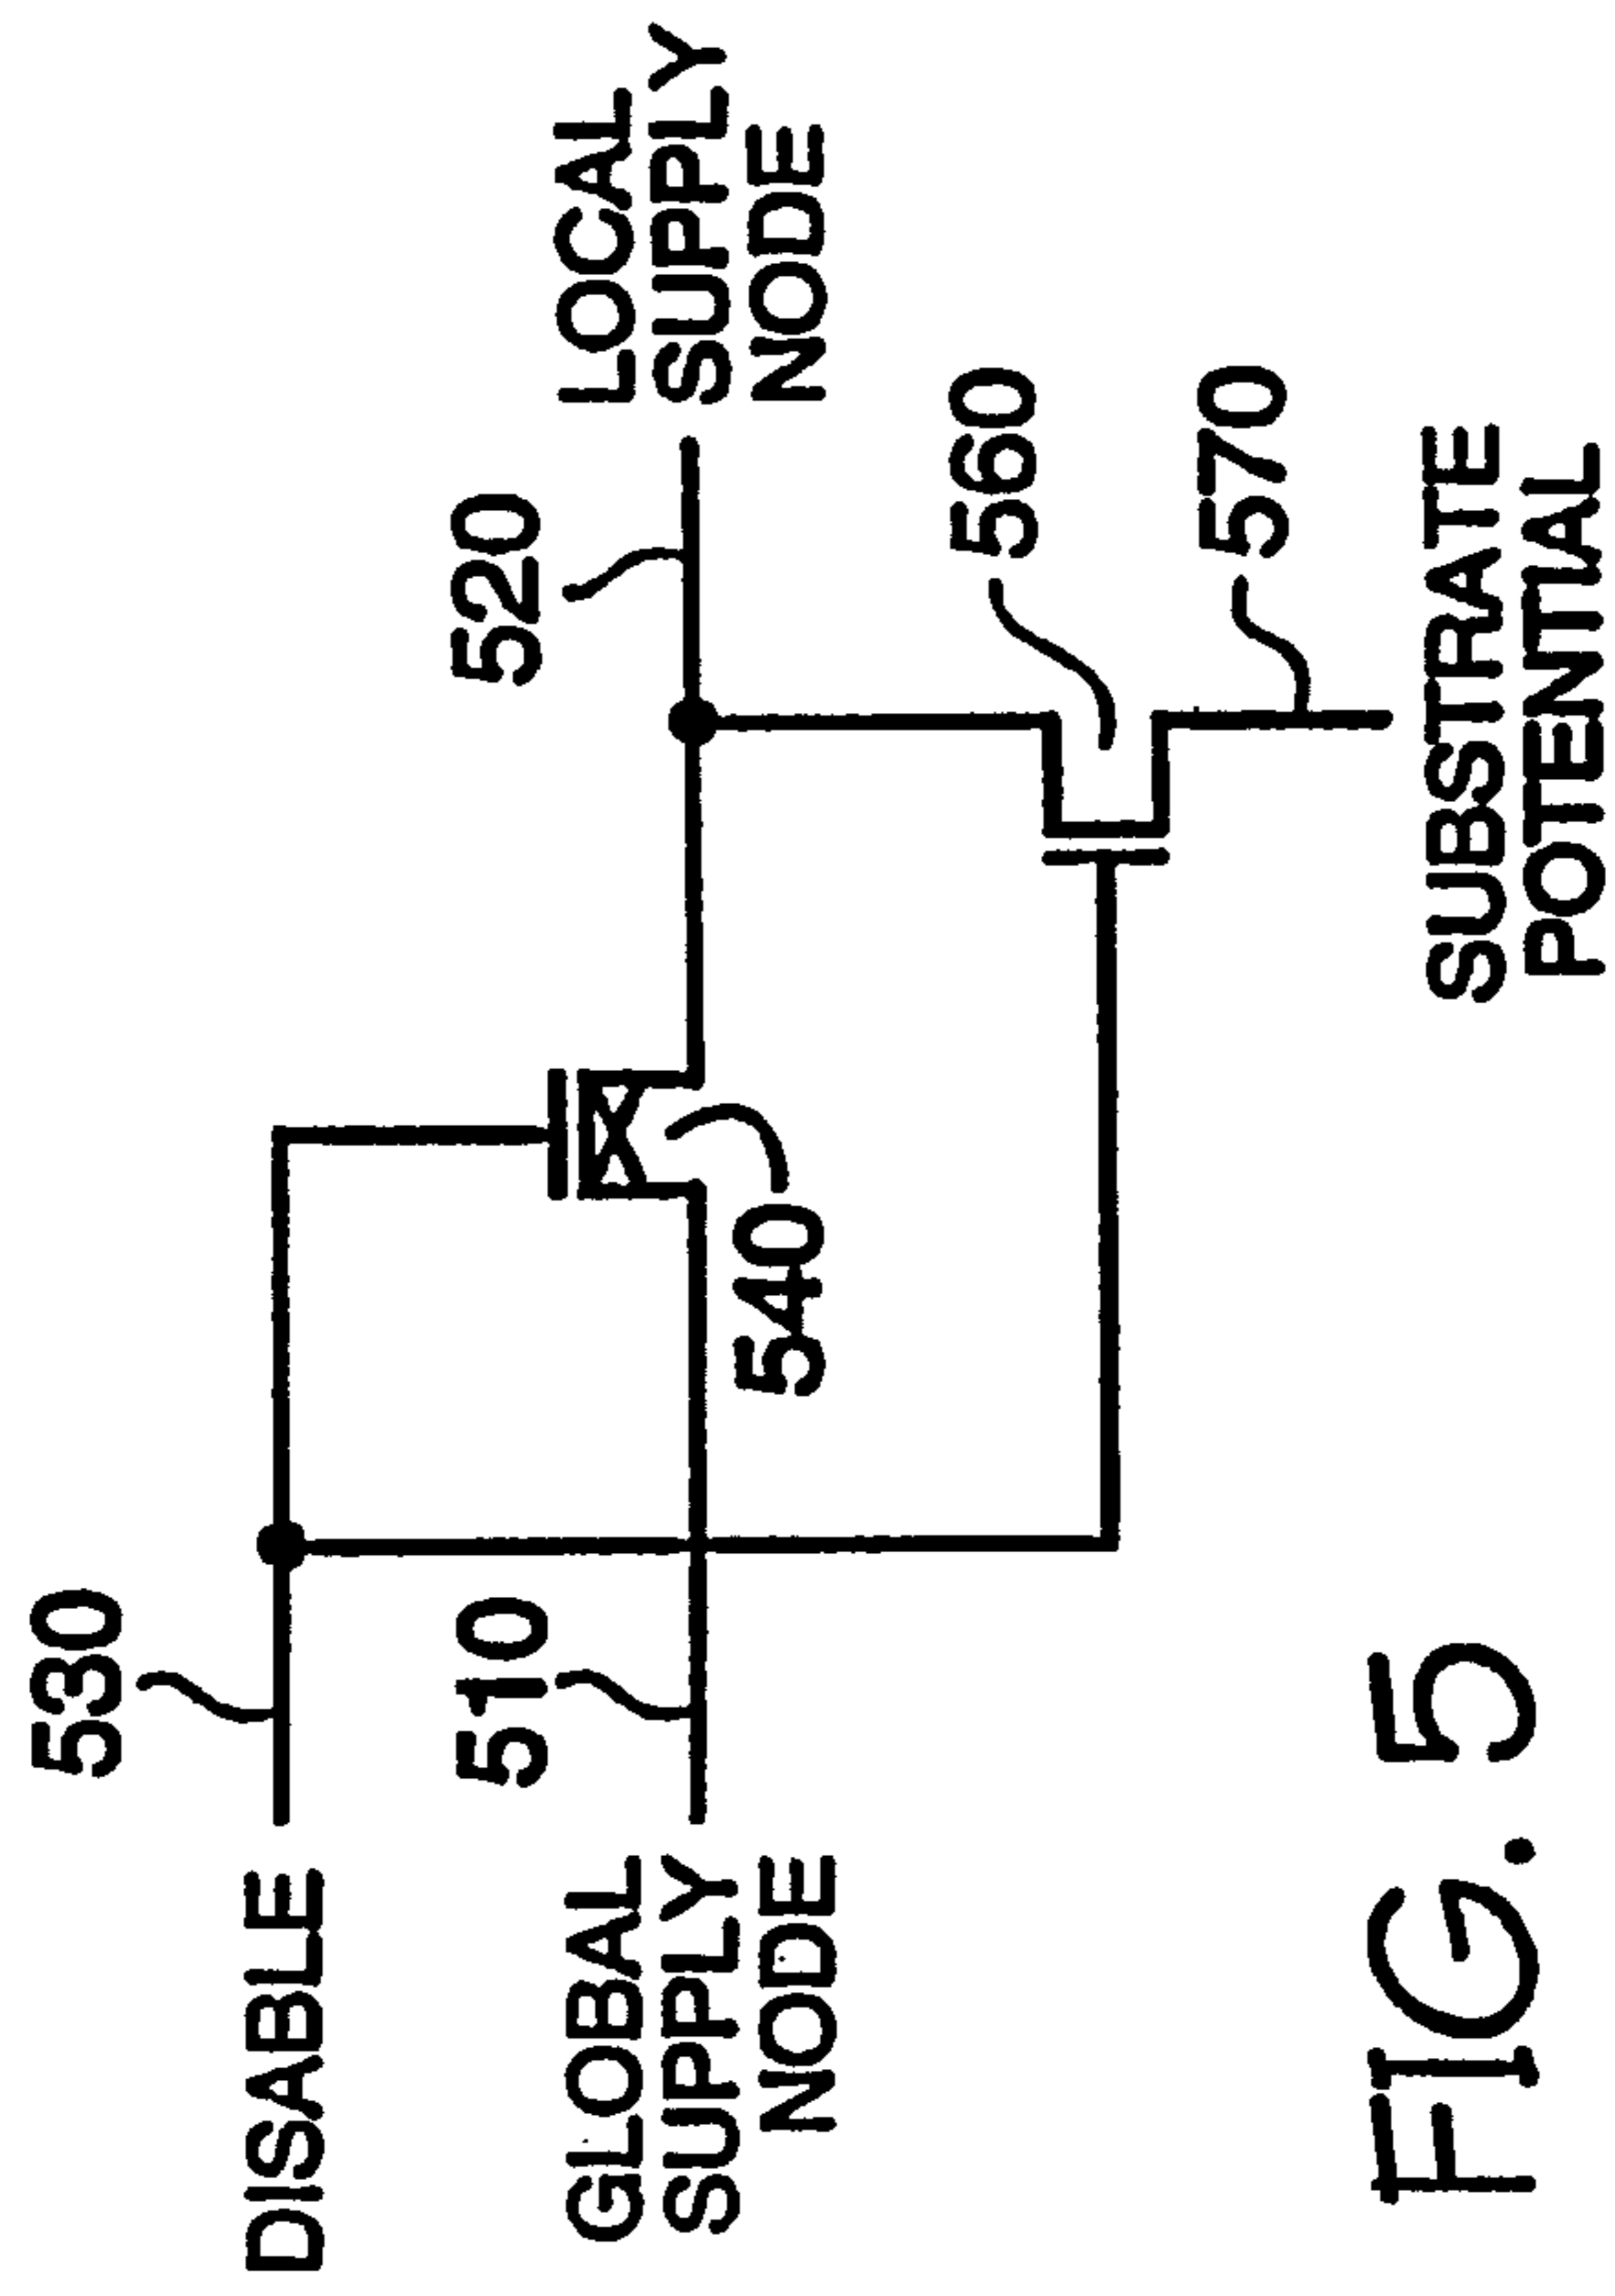 530
DISABLE
520
510
GLOBAL
SUPPLY
NODE
LOCAL
SUPPLY
NODE
540
560
570
SUBSTRATE
POTENTIAL
FIG. 5